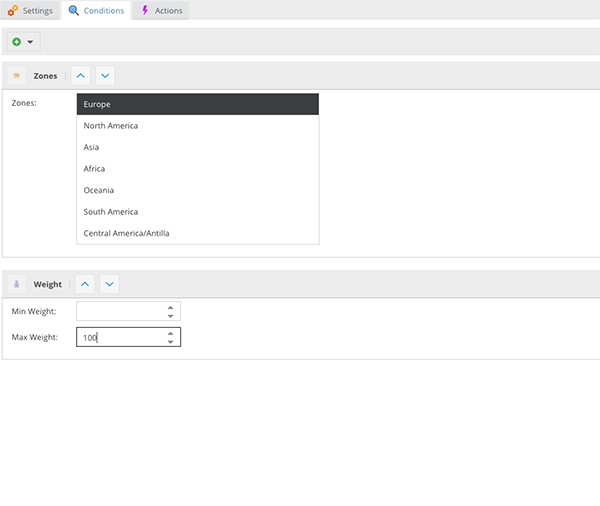 Settings Conditions Actions
Zones
Zones:
Europe
North America
Asia
Africa
Oceania
South America
Central America/Antilla
Weight
Min Weight:
Max Weight: 100